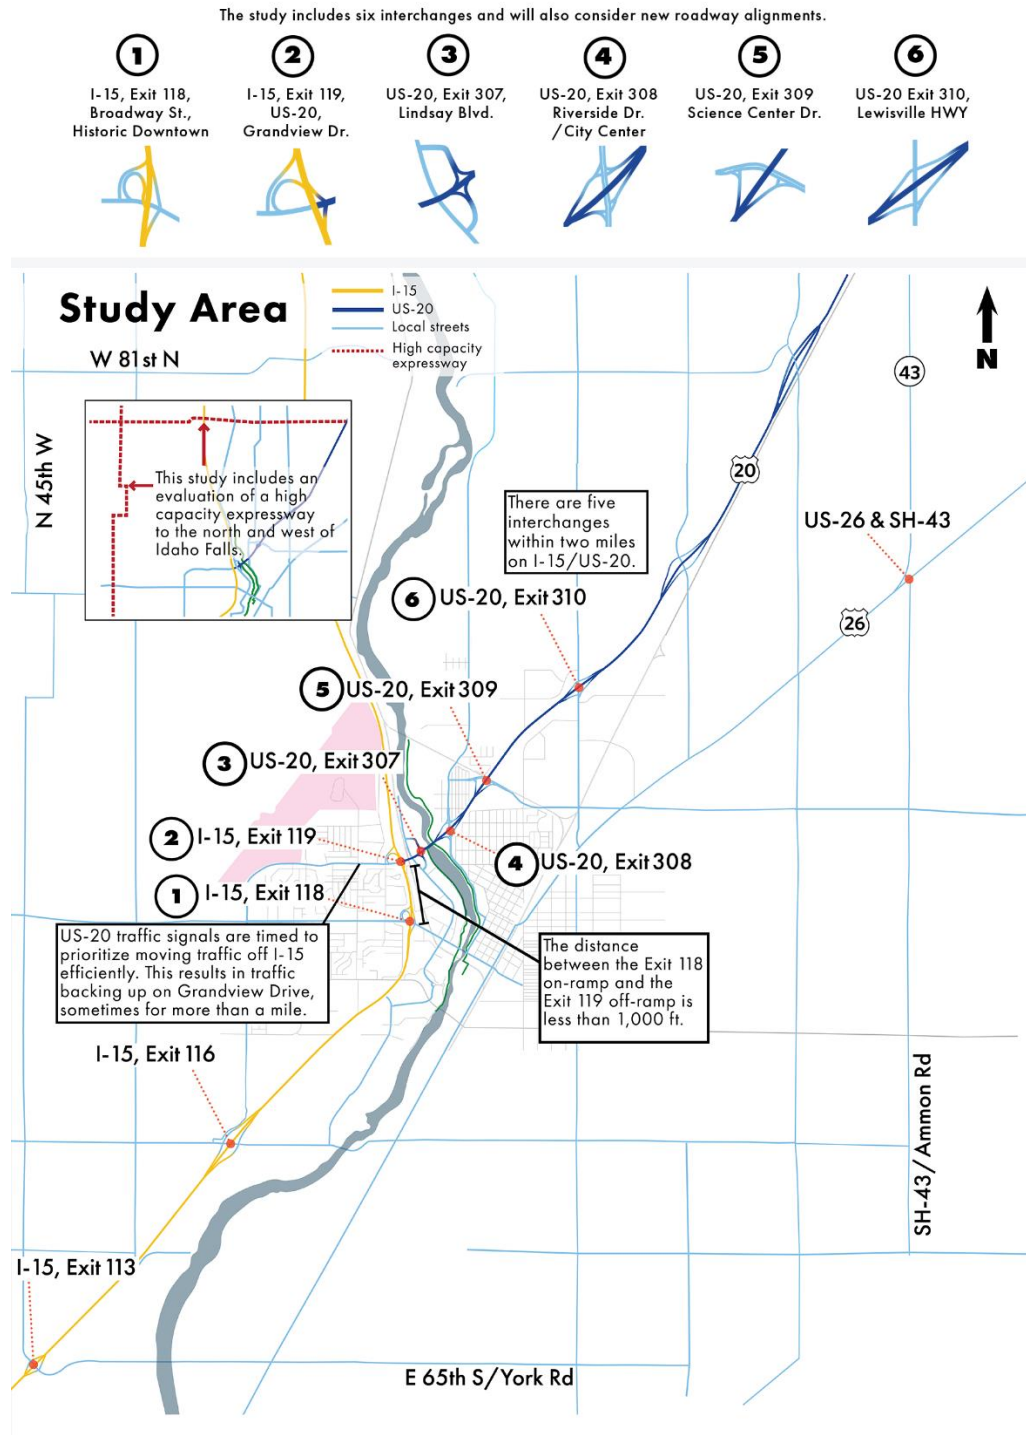 The study includes six interchanges and will also consider new roadway alignments.
1
I-15, Exit 118,
Broadway St.,
Historic Downtown
2
I-15, Exit 119,
US-20,
Grandview Dr.
3
US-20, Exit 307,
Lindsay Blvd.
4
US-20, Exit 308
Riverside Dr.
/City Center
5
US-20, Exit 309
Science Center Dr.
6
US-20 Exit 310,
Lewisville HWY
Study Area
I-15
US-20
Local streets
High capacity
expressway
N
W 81st N
43
N 45th W
This study includes an
evaluation of a high
capacity expressway
to the north and west of
Idaho Falls.
20
There are five
interchanges
within two miles
on I-15/US-20.
US-26 & SH-43
26
6 US-20, Exit 310
5 US-20, Exit 309
3 US-20, Exit 307
2 I-15, Exit 119
4 US-20, Exit 308
1 I-15, Exit 118
US-20 traffic signals are timed to
prioritize moving traffic off I-15
efficiently. This results in traffic
backing up on Grandview Drive,
sometimes for more than a mile.
The distance
between the Exit 118
on-ramp and the
Exit 119 off-ramp is
less than 1,000 ft.
I-15, Exit 116
SH-43/Ammon Rd
I-15, Exit 113
E 65th S/York Rd